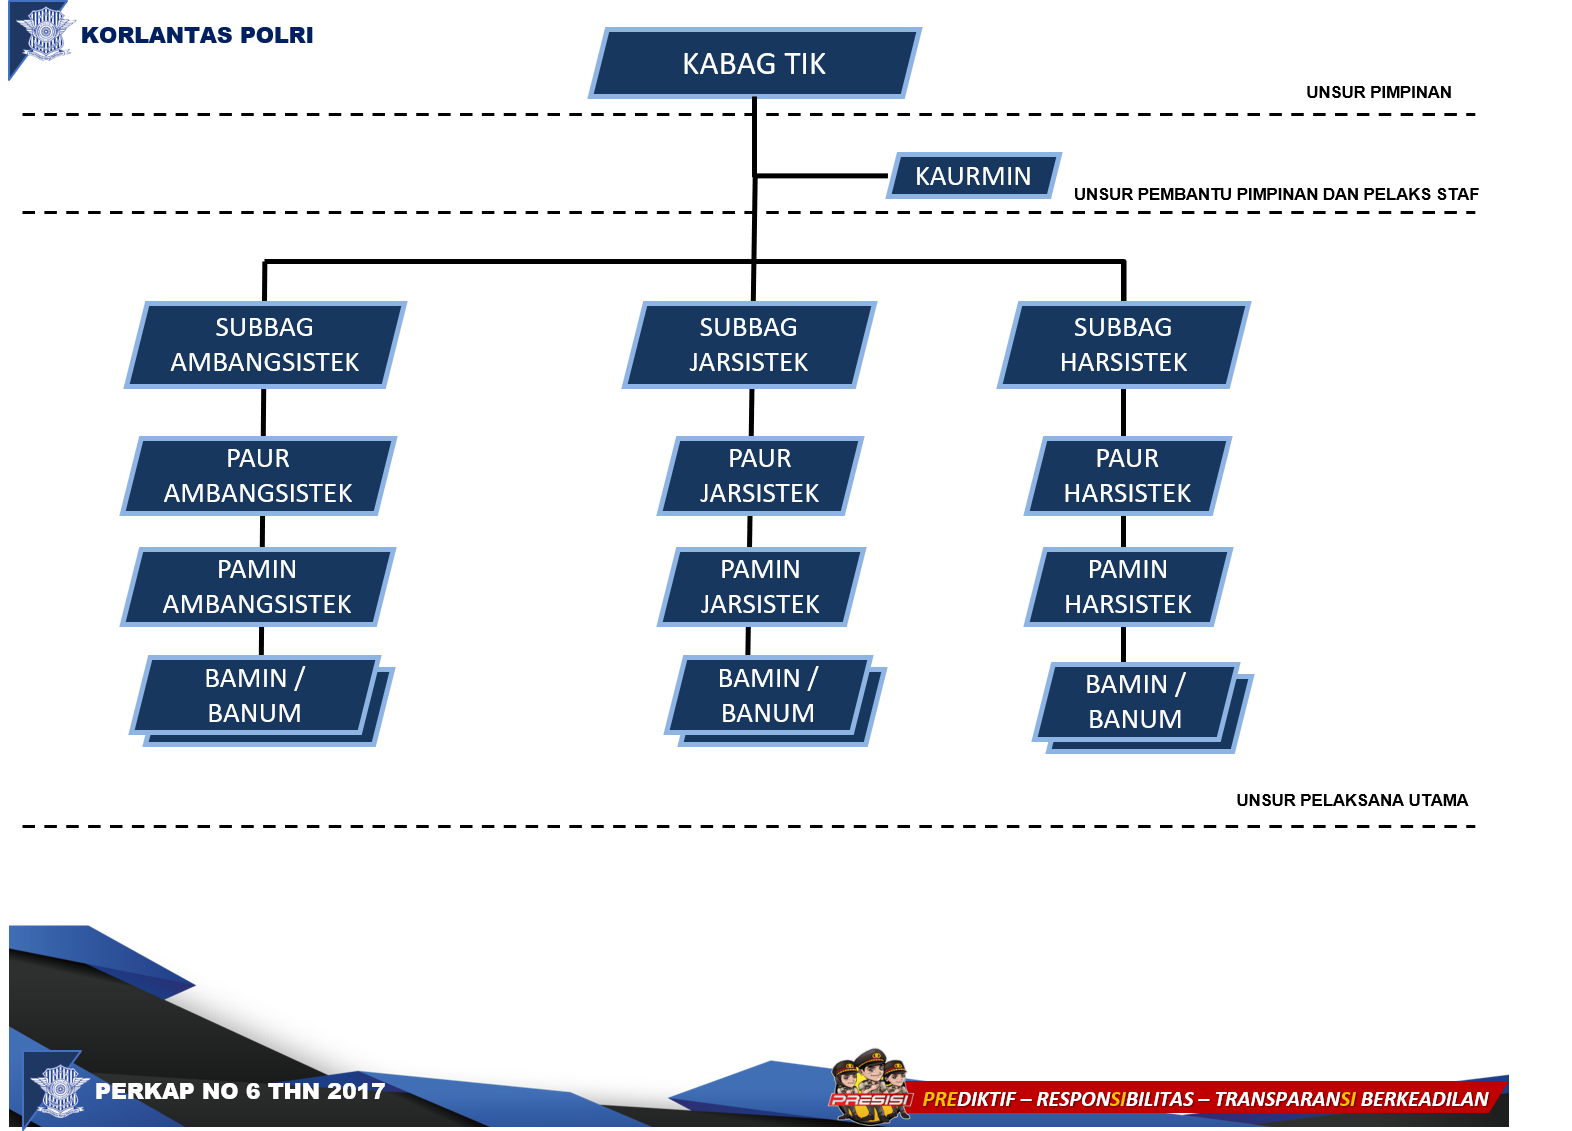 KORLANTAS POLRI
KABAG TIK
UNSUR PIMPINAN
KAURMIN
UNSUR PEMBANTU PIMPINAN DAN PELAKS STAF
SUBBAG
AMBANGSISTEK
SUBBAG
JARSISTEK
SUBBAG
HARSISTEK
PAUR
AMBANGSISTEK
PAUR
JARSISTEK
PAUR
HARSISTEK
PAMIN
AMBANGSISTEK
PAMIN
JARSISTEK
PAMIN
HARSISTEK
BAMIN /
BANUM
BAMIN /
BANUM
BAMIN /
BANUM
UNSUR PELAKSANA UTAMA
PERKAP NO 6 THN 2017
PRESISI
PREDIKTIF – RESPONSIBILITAS – TRANSPARANSI BERKEADILAN